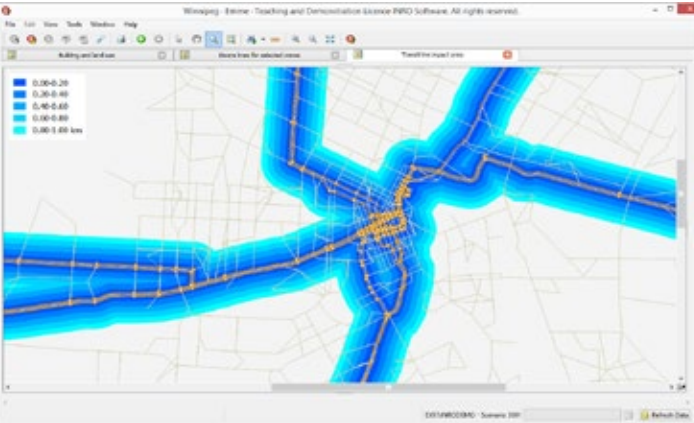 Winnipeg - Emme - Teaching and Demonstration Licence INRO Software. All rights reserved.
File Edit View Tools Window Help
Building and land use
Transit line impact area
0.00-0.20
0.20-0.40
0.40-0.60
0.60-0.80
0.80-1.00 km
Refresh Data